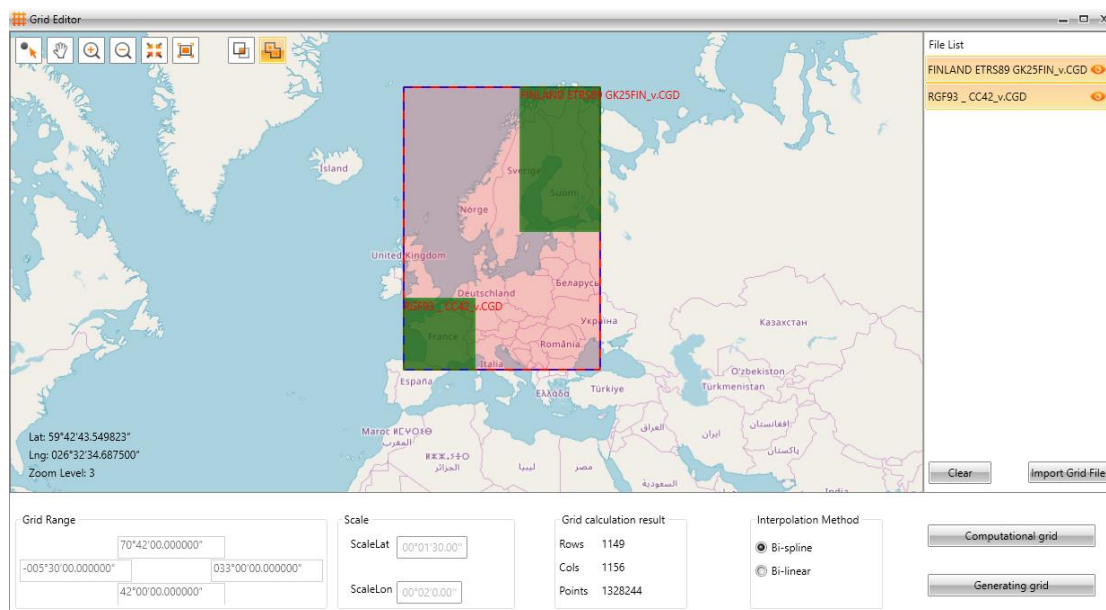 Grid Editor
File List
FINLAND ETRS89 GK25FIN_v.CGD
RGF93 _ CC42_v.CGD
FINLAND ETRS89 GK25FIN_v.CGD
Ísland
Sverige
Suomi
Norge
United Kingdom
Беларусь
Deutschland
RGF93 _ CC42_v.CGD
Україна
Казахстан
France
România
Italia
O'zbekiston
España
Ελλάδα
Türkiye
Türkmenistan
Maroc ⵍⵎⵖⵔⵉⴱ المغرب
العراق
ايران
افغانستان
پاکستان
الجزائر
ليبيا
مصر
السعودية
India
Lat: 59°42'43.549823"
Lng: 026°32'34.687500"
Zoom Level: 3
Clear
Import Grid File
Grid Range
70°42'00.000000"
-005°30'00.000000"
033°00'00.000000"
42°00'00.000000"
Scale
ScaleLat
00°01'30.00"
ScaleLon
00°02'0.00"
Grid calculation result
Rows 1149
Cols 1156
Points 1328244
Interpolation Method
Bi-spline
Bi-linear
Computational grid
Generating grid